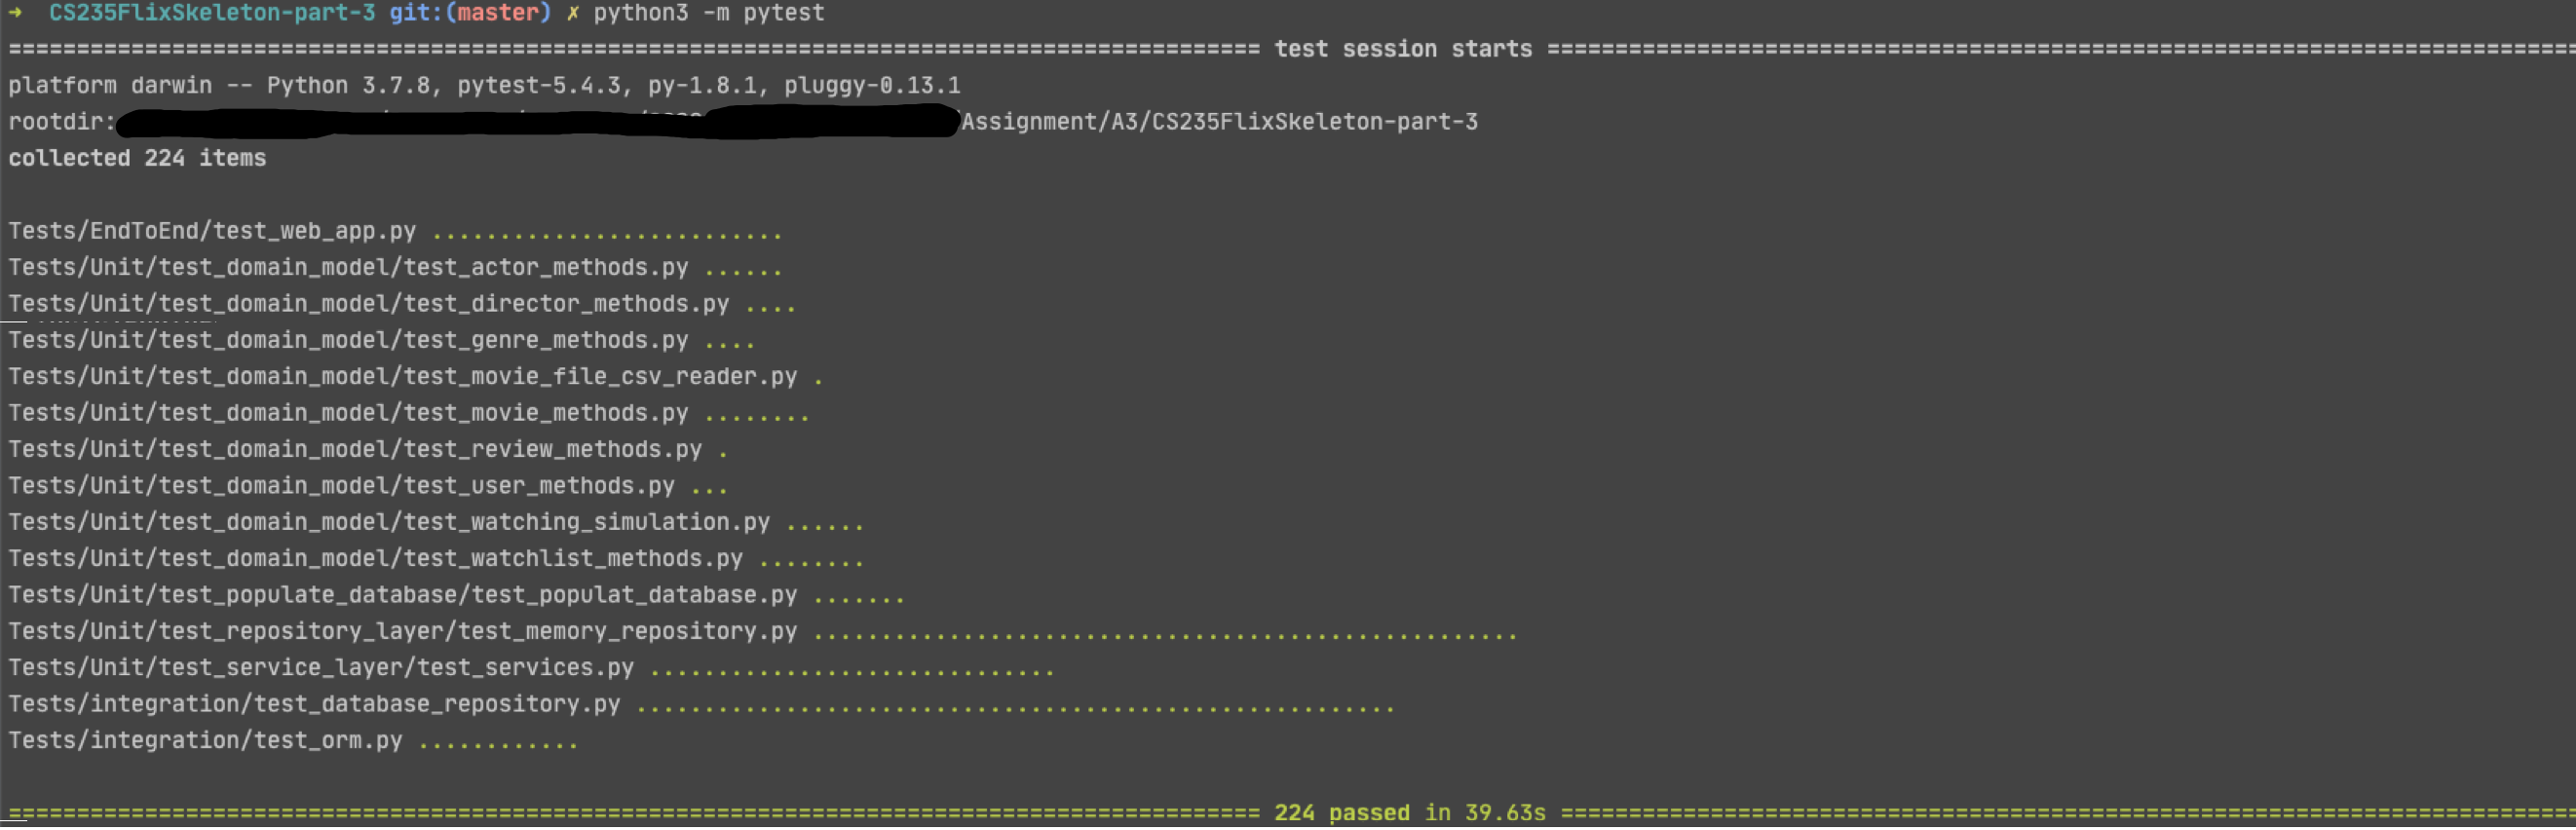 ➜ CS235FlixSkeleton-part-3 git:(master) ✗ python3 -m pytest
============================================================================================ test session starts ============================================================================
platform darwin -- Python 3.7.8, pytest-5.4.3, py-1.8.1, pluggy-0.13.1
rootdir: /Assignment/A3/CS235FlixSkeleton-part-3
collected 224 items
Tests/EndToEnd/test_web_app.py ..........................
Tests/Unit/test_domain_model/test_actor_methods.py ......
Tests/Unit/test_domain_model/test_director_methods.py ....
Tests/Unit/test_domain_model/test_genre_methods.py ....
Tests/Unit/test_domain_model/test_movie_file_csv_reader.py .
Tests/Unit/test_domain_model/test_movie_methods.py ........
Tests/Unit/test_domain_model/test_review_methods.py .
Tests/Unit/test_domain_model/test_user_methods.py ...
Tests/Unit/test_domain_model/test_watching_simulation.py ......
Tests/Unit/test_domain_model/test_watchlist_methods.py ........
Tests/Unit/test_populate_database/test_populat_database.py .......
Tests/Unit/test_repository_layer/test_memory_repository.py ....................................................
Tests/Unit/test_service_layer/test_services.py ..............................
Tests/integration/test_database_repository.py ........................................................
Tests/integration/test_orm.py ............
============================================================================================ 224 passed in 39.63s ===========================================================================